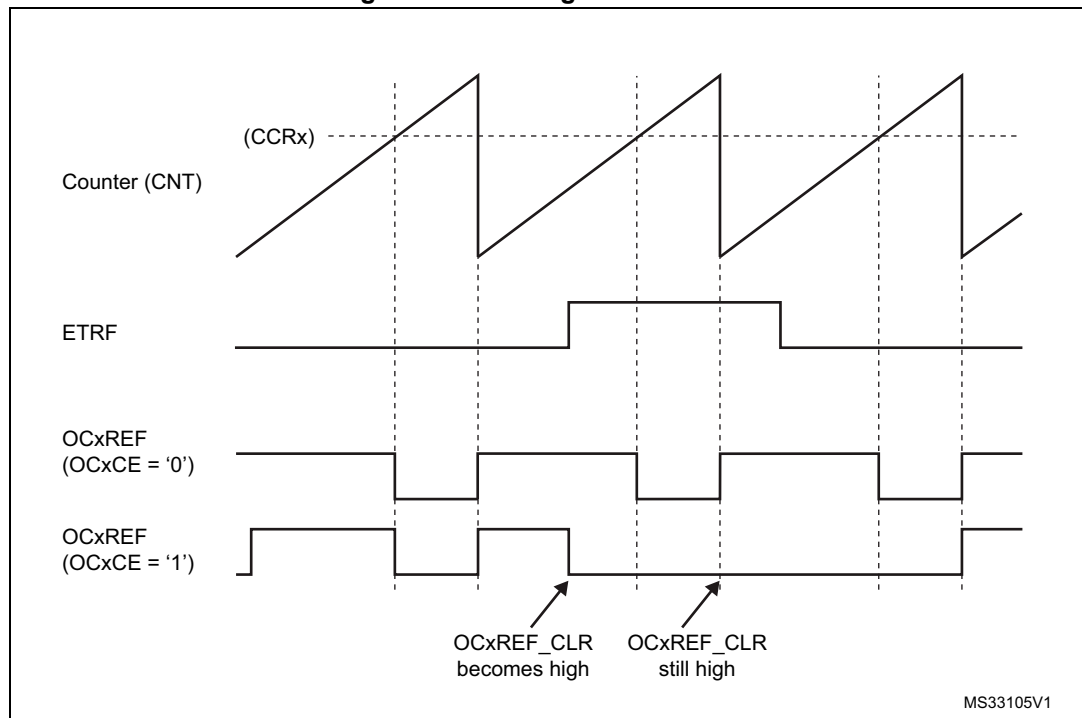 (CCRx)
Counter (CNT)
ETRF
OCxREF
(OCxCE = ‘0’)
OCxREF
(OCxCE = ‘1’)
OCxREF_CLR
becomes high
OCxREF_CLR
still high
MS33105V1